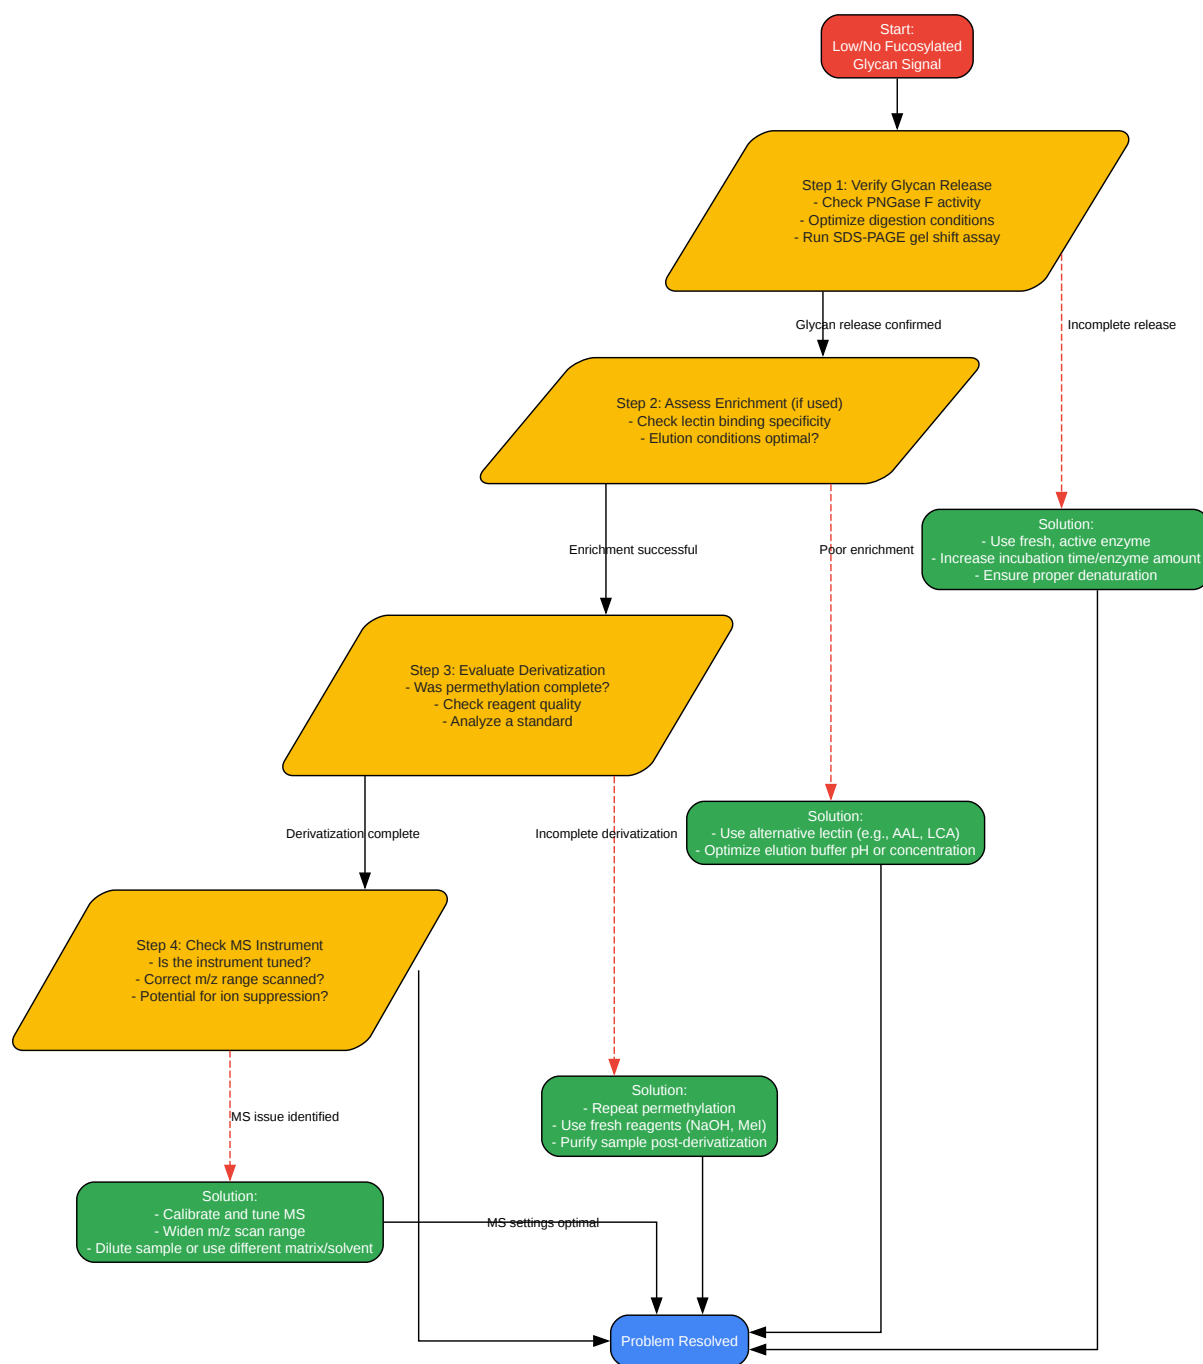 Start:
Low/No Fucosylated
Glycan Signal
Step 1: Verify Glycan Release
- Check PNGase F activity
- Optimize digestion conditions
- Run SDS-PAGE gel shift assay
Glycan release confirmed
Incomplete release
Step 2: Assess Enrichment (if used)
- Check lectin binding specificity
- Elution conditions optimal?
Solution:
- Use fresh, active enzyme
- Increase incubation time/enzyme amount
- Ensure proper denaturation
Enrichment successful
Poor enrichment
Step 3: Evaluate Derivatization
- Was permethylation complete?
- Check reagent quality
- Analyze a standard
Solution:
- Use alternative lectin (e.g., AAL, LCA)
- Optimize elution buffer pH or concentration
Derivatization complete
Incomplete derivatization
Step 4: Check MS Instrument
- Is the instrument tuned?
- Correct m/z range scanned?
- Potential for ion suppression?
Solution:
- Repeat permethylation
- Use fresh reagents (NaOH, MeI)
- Purify sample post-derivatization
MS issue identified
Solution:
- Calibrate and tune MS
- Widen m/z scan range
- Dilute sample or use different matrix/solvent
MS settings optimal
Problem Resolved